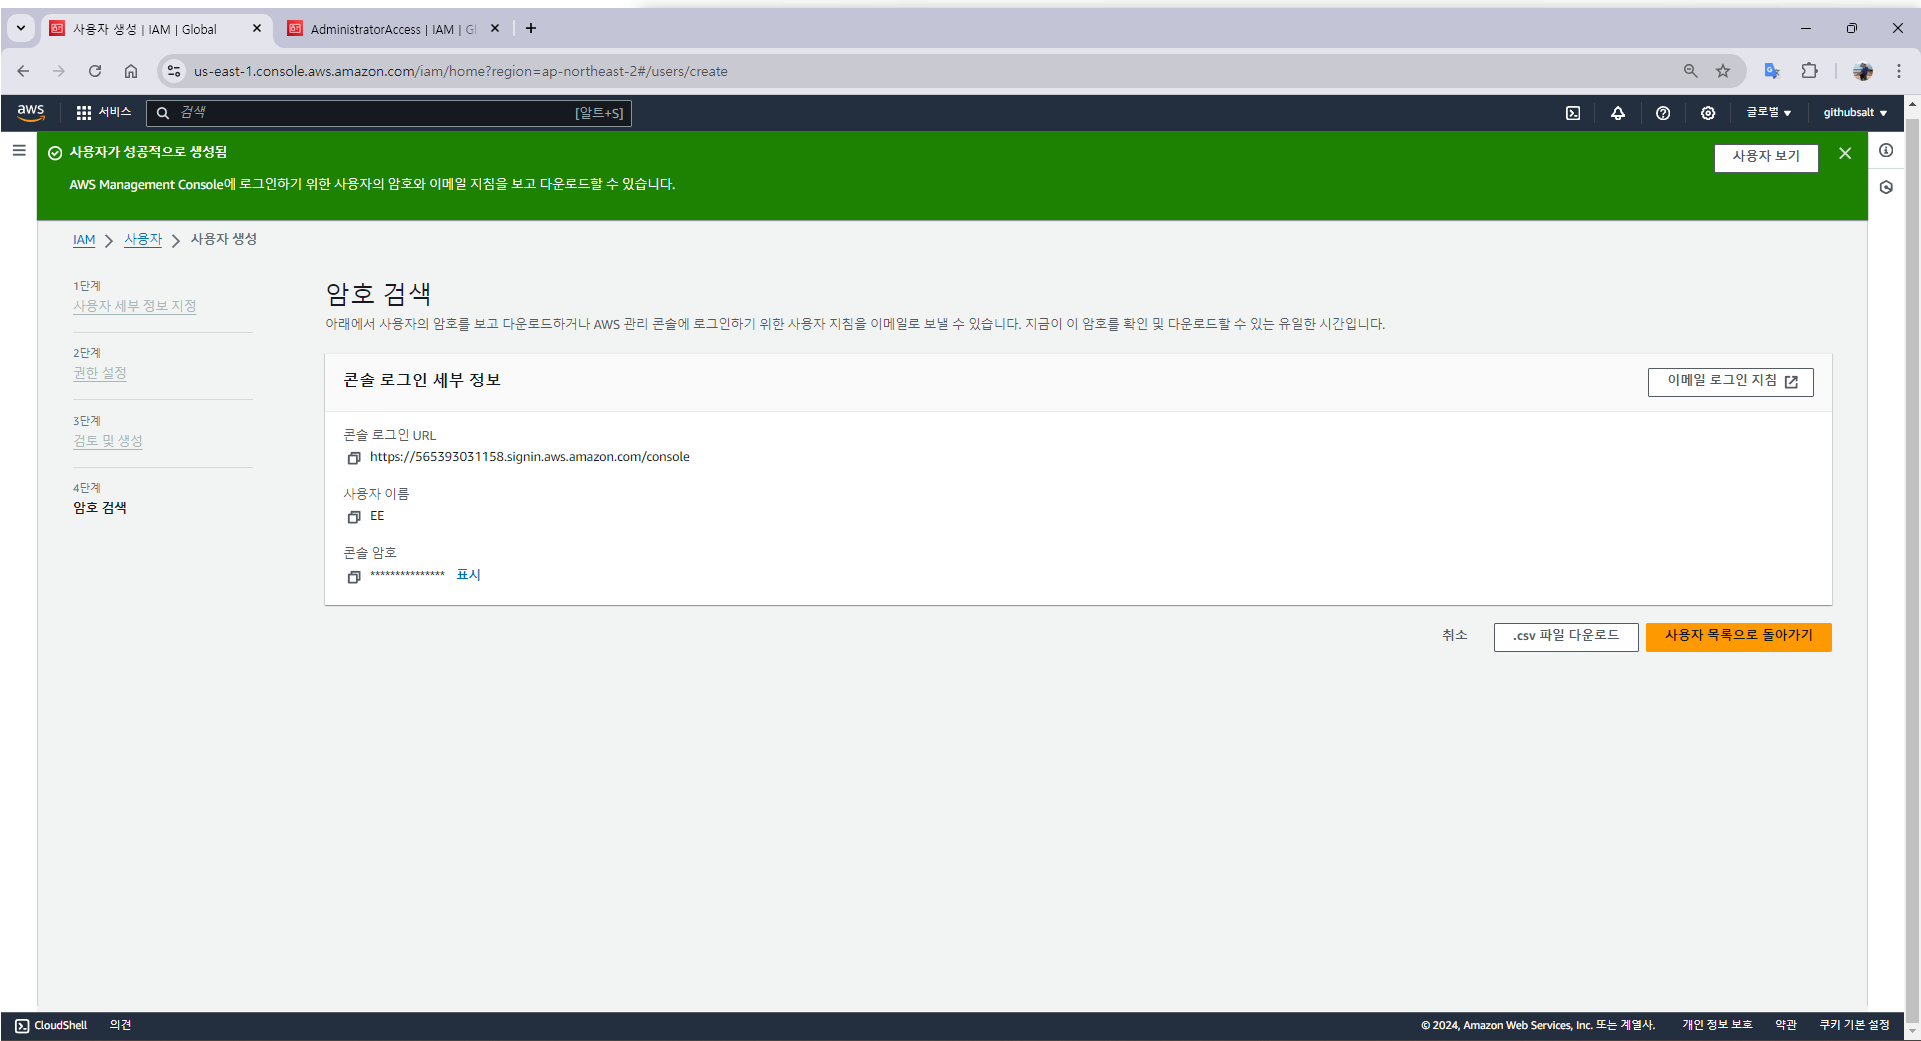 사용자 생성 | IAM | Global
AdministratorAccess | IAM | Gl
us-east-1.console.aws.amazon.com/iam/home?region=ap-northeast-2#/users/create
aws
서비스
검색
[알트+S]
글로벌
githubsalt
사용자가 성공적으로 생성됨
AWS Management Console에 로그인하기 위한 사용자의 암호와 이메일 지침을 보고 다운로드할 수 있습니다.
사용자 보기
IAM
사용자
사용자 생성
1단계
사용자 세부 정보 지정
2단계
권한 설정
3단계
검토 및 생성
4단계
암호 검색
암호 검색
아래에서 사용자의 암호를 보고 다운로드하거나 AWS 관리 콘솔에 로그인하기 위한 사용자 지침을 이메일로 보낼 수 있습니다. 지금이 이 암호를 확인 및 다운로드할 수 있는 유일한 시간입니다.
콘솔 로그인 세부 정보
이메일 로그인 지침
콘솔 로그인 URL
https://565393031158.signin.aws.amazon.com/console
사용자 이름
EE
콘솔 암호
*************** 표시
취소
.csv 파일 다운로드
사용자 목록으로 돌아가기
CloudShell
의견
© 2024, Amazon Web Services, Inc. 또는 계열사.
개인 정보 보호
약관
쿠키 기본 설정